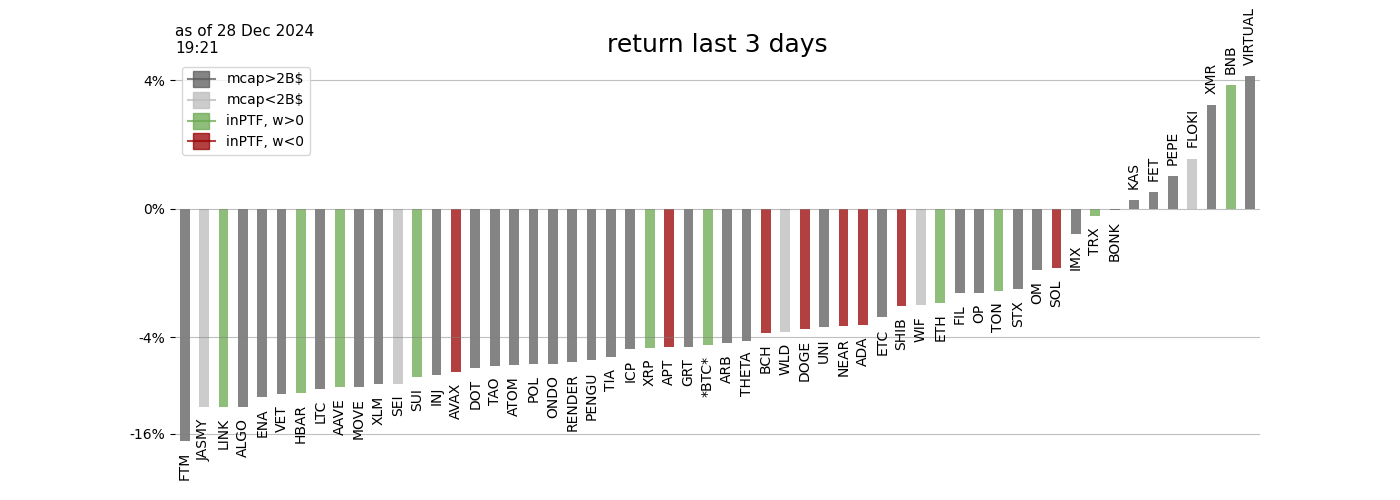 as of 28 Dec 2024
19:21
return last 3 days
mcap>2B$
mcap<2B$
inPTF, w>0
inPTF, w<0
4%
0%
-4%
-16%
FTM
JASMY
LINK
ALGO
ENA
VET
HBAR
LTC
AAVE
MOVE
XLM
SEI
SUI
INJ
AVAX
DOT
TAO
ATOM
POL
ONDO
RENDER
PENGU
TIA
ICP
XRP
APT
GRT
*BTC*
ARB
THETA
BCH
WLD
DOGE
UNI
NEAR
ADA
ETC
SHIB
WIF
ETH
FIL
OP
TON
STX
OM
SOL
IMX
TRX
BONK
KAS
FET
PEPE
FLOKI
XMR
BNB
VIRTUAL